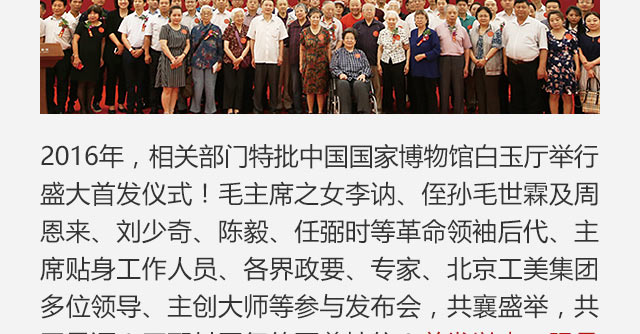 2016年，相关部门特批中国国家博物馆白玉厅举行
盛大首发仪式！毛主席之女李讷、侄孙毛世霖及周
恩来、刘少奇、陈毅、任弼时等革命领袖后代、主
席贴身工作人员、各界政要、专家、北京工美集团
多位领导、主创大师等参与发布会，共襄盛举，共